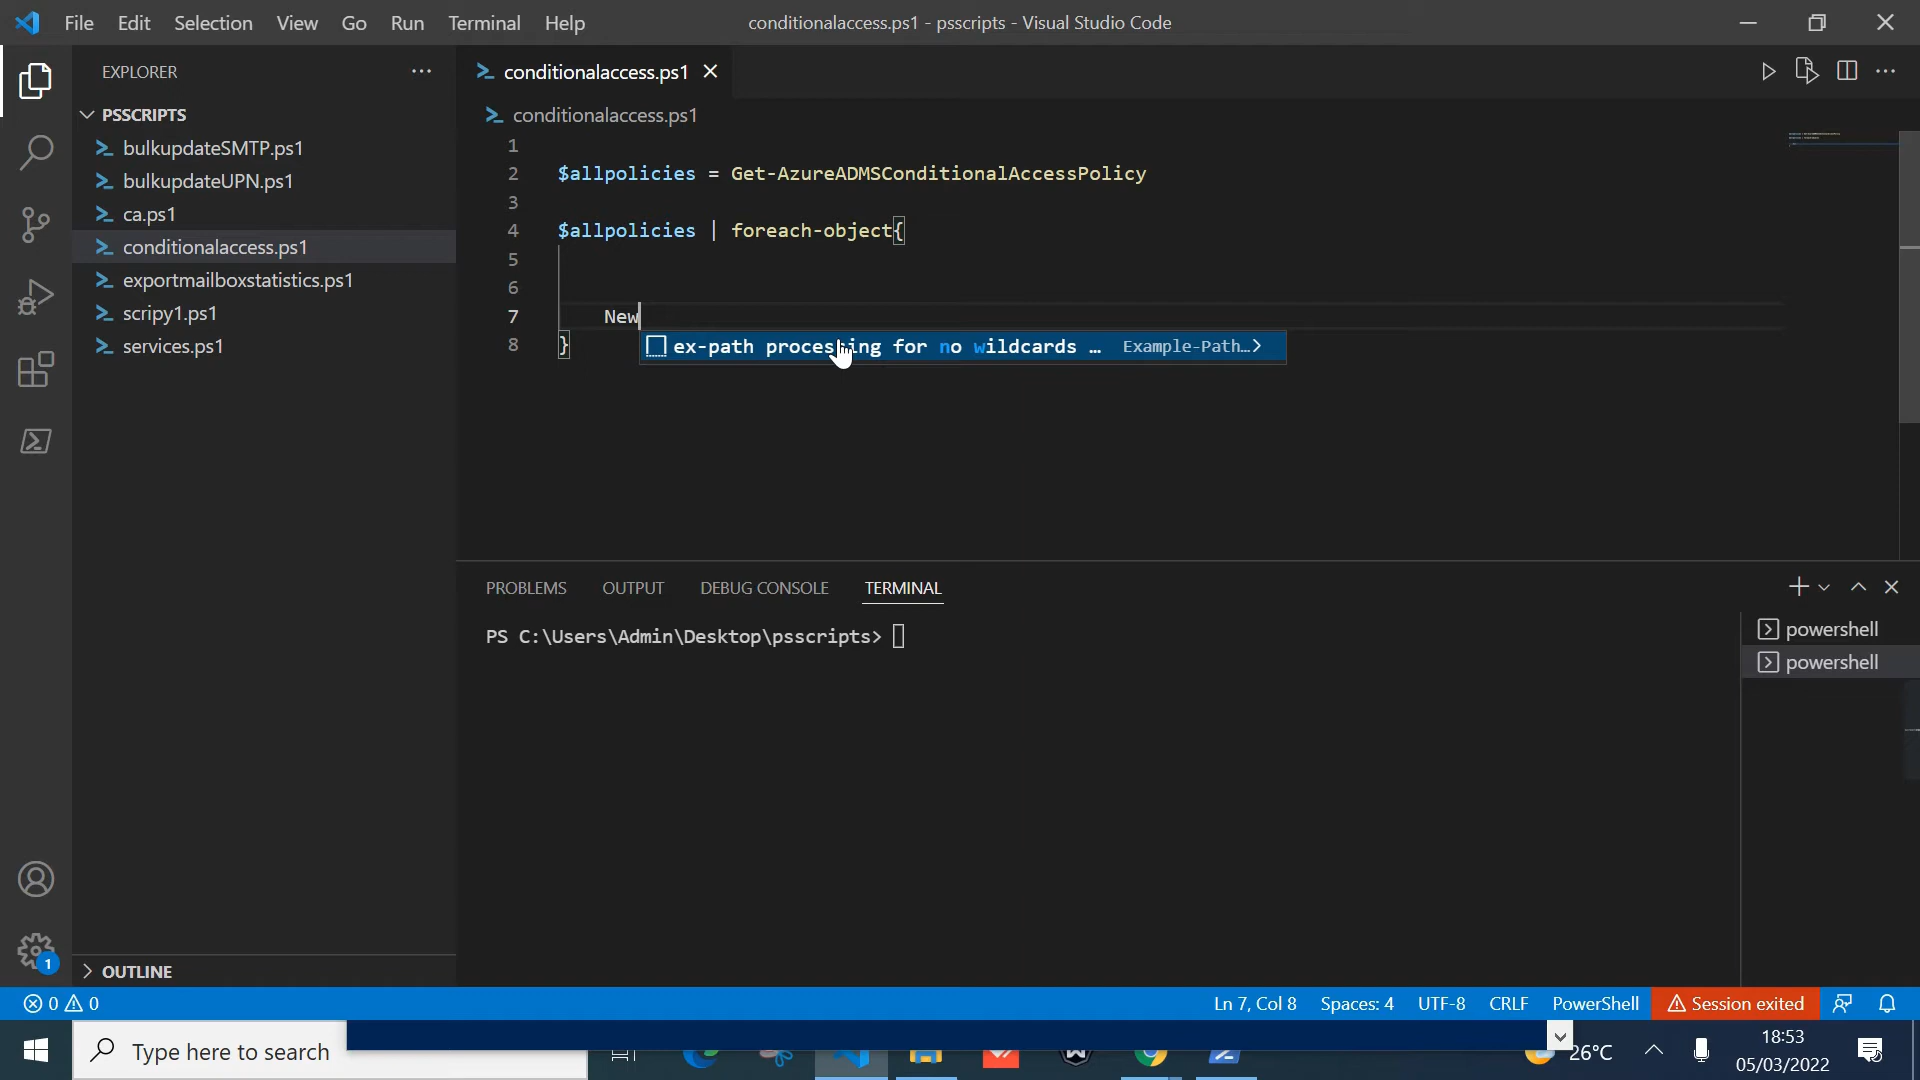 File Edit Selection View Go Run Terminal Help
conditionalaccess.ps1 - psscripts - Visual Studio Code
EXPLORER
PSSCRIPTS
bulkupdateSMTP.ps1
bulkupdateUPN.ps1
ca.ps1
conditionalaccess.ps1
exportmailboxstatistics.ps1
scripy1.ps1
services.ps1
OUTLINE
conditionalaccess.ps1
conditionalaccess.ps1
1
2 $allpolicies = Get-AzureADMSConditionalAccessPolicy
3
4 $allpolicies | foreach-object{
5
6
7 New
8 }
ex-path processing for no wildcards … Example-Path…
PROBLEMS OUTPUT DEBUG CONSOLE TERMINAL
PS C:\Users\Admin\Desktop\psscripts>
powershell
powershell
1
0 0
Ln 7, Col 8 Spaces: 4 UTF-8 CRLF PowerShell Session exited
Type here to search
26°C
18:53
05/03/2022